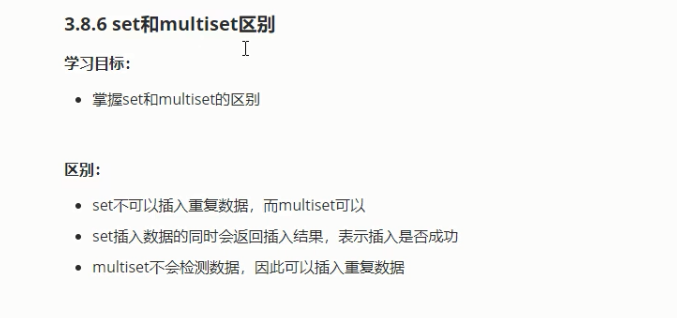 3.8.6 set和multiset区别
学习目标：
掌握set和multiset的区别
区别：
set不可以插入重复数据，而multiset可以
set插入数据的同时会返回插入结果，表示插入是否成功
multiset不会检测数据，因此可以插入重复数据